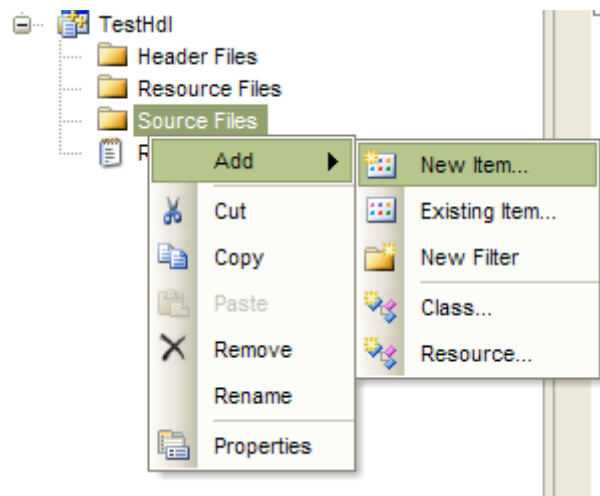 TestHdl
Header Files
Resource Files
Source Files
R
Add
New Item...
Cut
Existing Item...
Copy
New Filter
Paste
Class...
Remove
Resource...
Rename
Properties